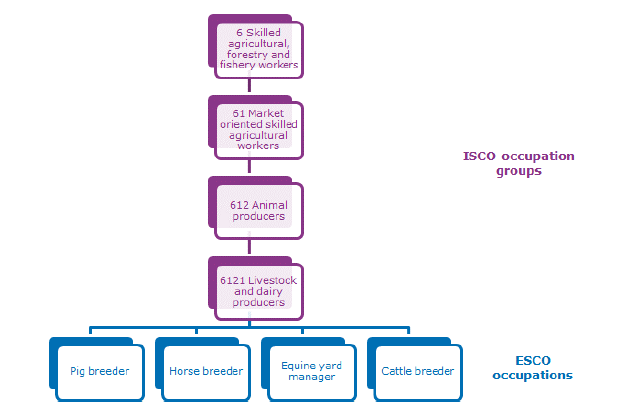 6 Skilled
agricultural,
forestry and
fishery workers
61 Market
oriented skilled
agricultural
workers
ISCO occupation
groups
612 Animal
producers
6121 Livestock
and dairy
producers
Pig breeder
Horse breeder
Equine yard
manager
Cattle breeder
ESCO
occupations